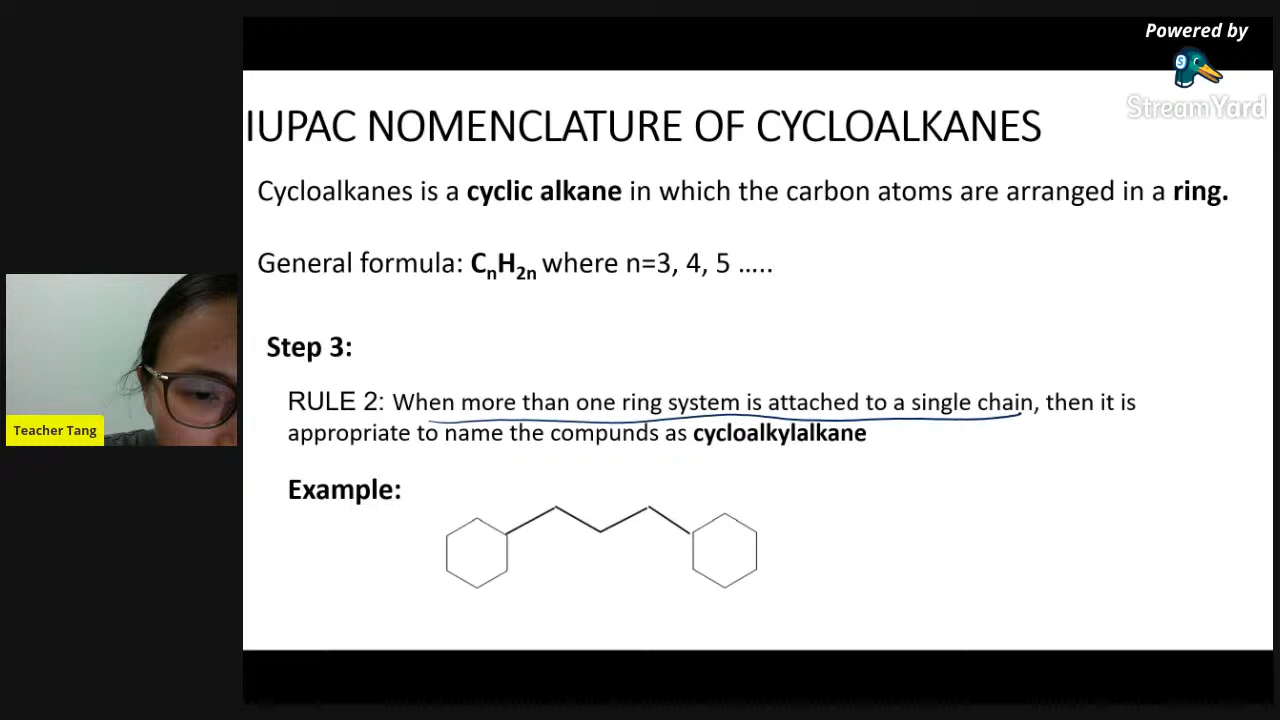 Powered by
StreamYard
IUPAC NOMENCLATURE OF CYCLOALKANES
Cycloalkanes is a cyclic alkane in which the carbon atoms are arranged in a ring.
General formula: CnH2n where n=3, 4, 5 …..
Step 3:
RULE 2: When more than one ring system is attached to a single chain, then it is
appropriate to name the compunds as cycloalkylalkane
Example:
Teacher Tang